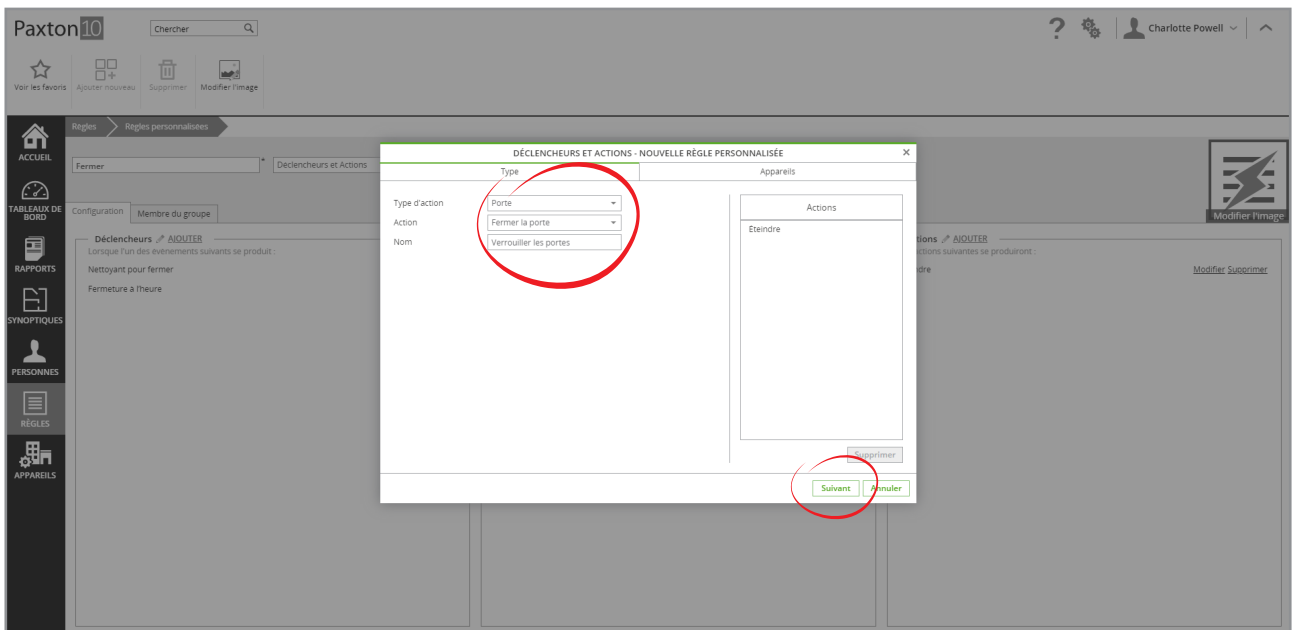 Paxton10
Chercher
Charlotte Powell
Voir les favoris
Ajouter nouveau
Supprimer
Modifier l'image
Règles
Règles personnalisées
ACCUEIL
Fermer
*
Déclencheurs et Actions
Modifier l'image
TABLEAUX DE
BORD
Configuration
Membre du groupe
Déclencheurs AJOUTER
Lorsque l'un des evenements suivants se produit :
Nettoyant pour fermer
Fermeture a l'heure
RAPPORTS
SYNOPTIQUES
PERSONNES
RÈGLES
APPAREILS
DÉCLENCHEURS ET ACTIONS - NOUVELLE RÈGLE PERSONNALISÉE
Type
Appareils
Type d'action
Porte
Action
Fermer la porte
Nom
Verrouiller les portes
Actions
Eteindre
Supprimer
Suivant
Annuler
tions AJOUTER
ctions suivantes se produiront :
dre
Modifier Supprimer